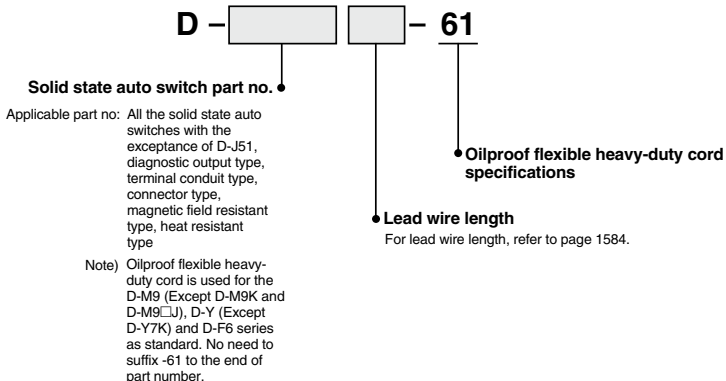 D – – 61
Solid state auto switch part no.
Applicable part no: All the solid state auto
switches with the
exceptance of D-J51,
diagnostic output type,
terminal conduit type,
connector type,
magnetic field resistant
type, heat resistant
type
Note) Oilproof flexible heavy-
duty cord is used for the
D-M9 (Except D-M9K and
D-M9□J), D-Y (Except
D-Y7K) and D-F6 series
as standard. No need to
suffix -61 to the end of
part number.
Oilproof flexible heavy-duty cord
specifications
Lead wire length
For lead wire length, refer to page 1584.